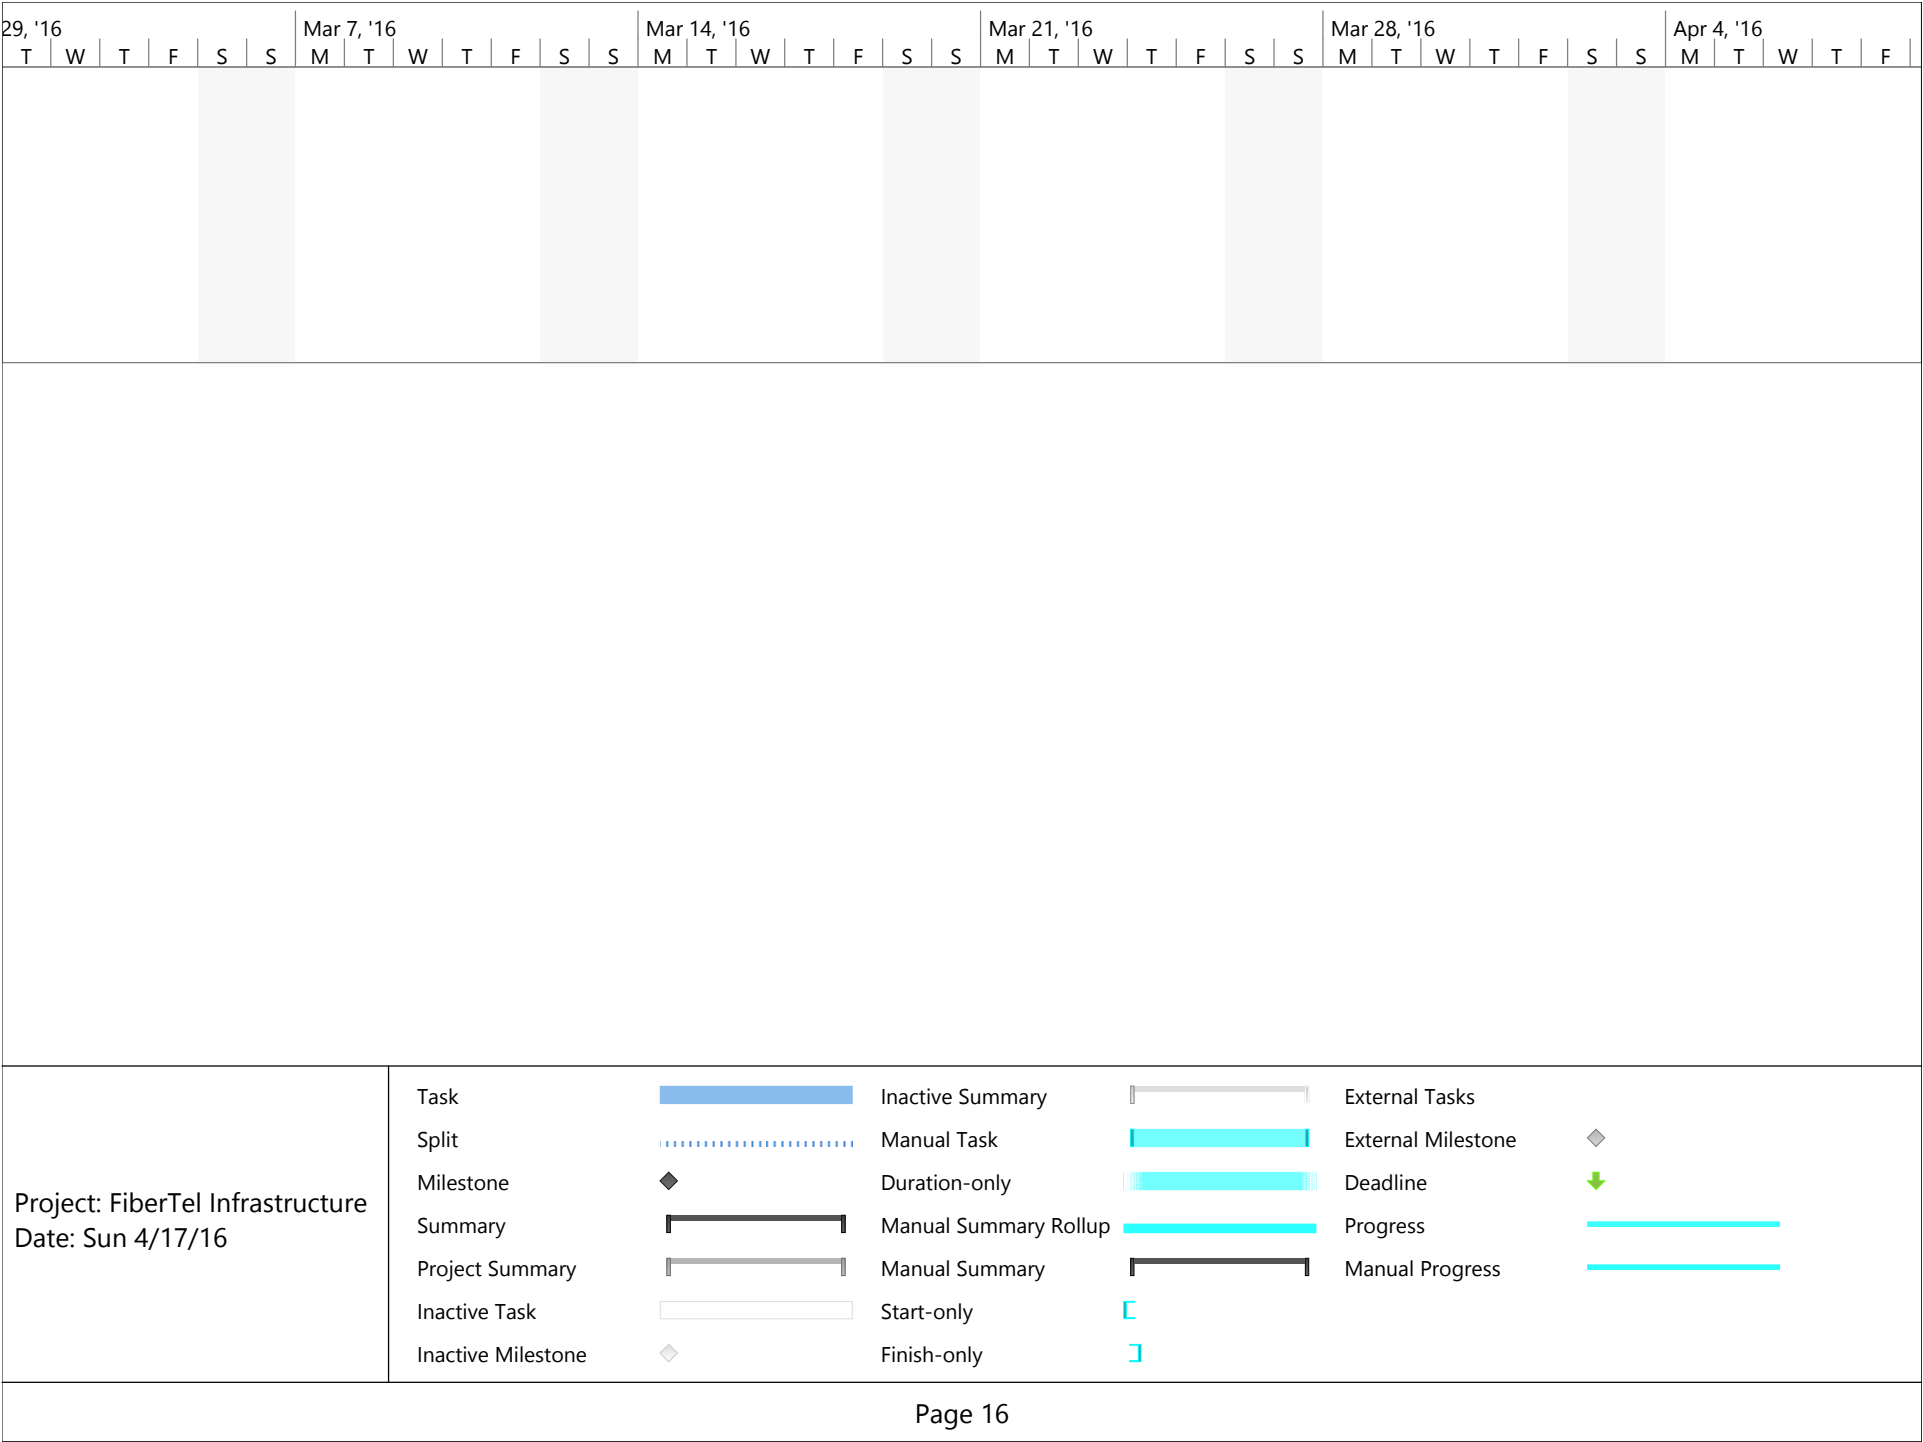 29, '16 Mar 7, '16 Mar 14, '16 Mar 21, '16 Mar 28, '16 Apr 4, '16
T W T F S S M T W T F S S M T W T F S S M T W T F S S M T W T F S S M T W T F
Task Inactive Summary External Tasks
Split Manual Task External Milestone
Milestone Duration-only Deadline
Summary Manual Summary Rollup Progress
Project Summary Manual Summary Manual Progress
Inactive Task Start-only
Inactive Milestone Finish-only
Project: FiberTel Infrastructure
Date: Sun 4/17/16
Page 16